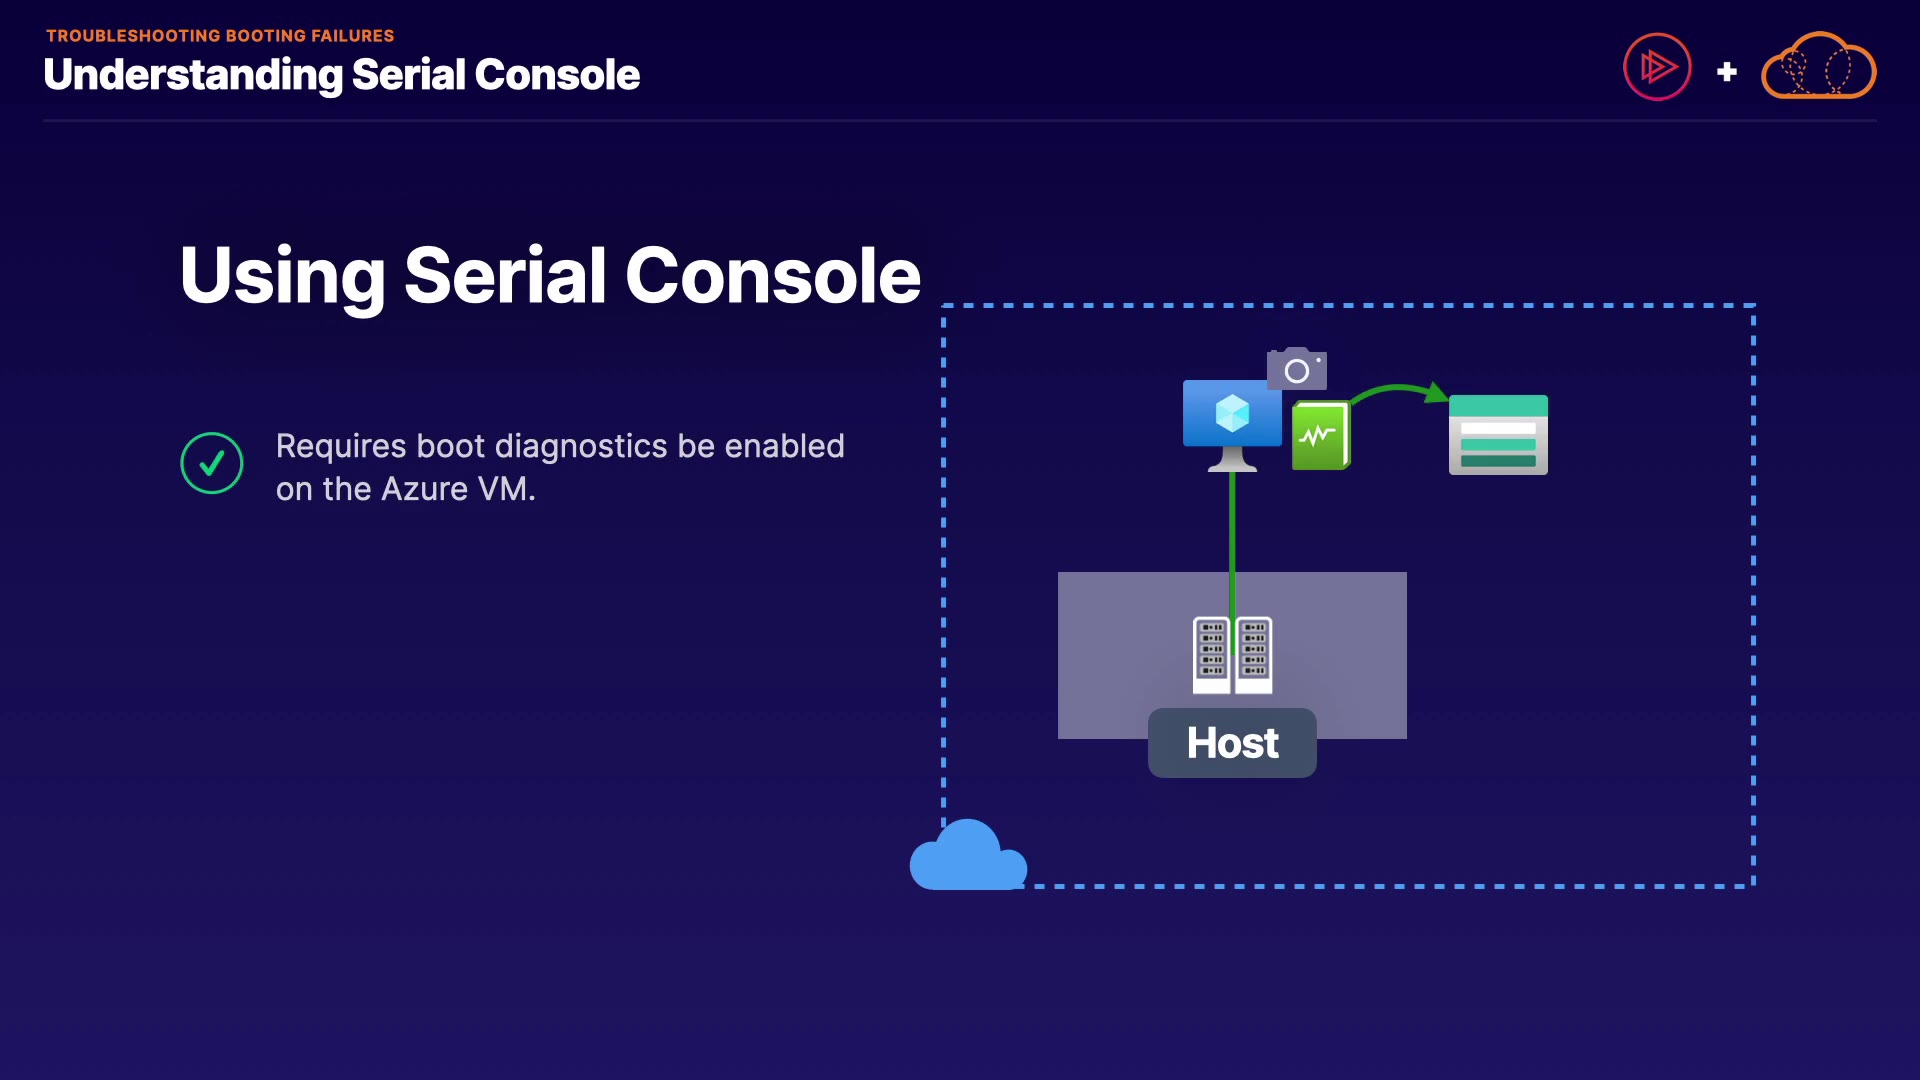 TROUBLESHOOTING BOOTING FAILURES
Understanding Serial Console
Using Serial Console
Requires boot diagnostics be enabled
on the Azure VM.
Host